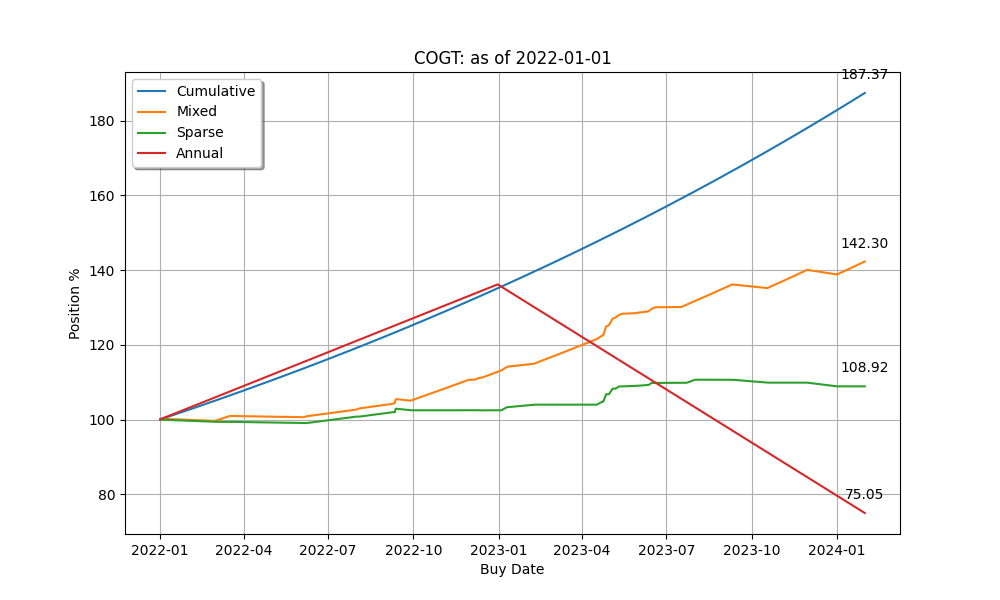 COGT: as of 2022-01-01
187.37
Cumulative
Mixed
Sparse
Annual
142.30
108.92
75.05
180
160
140
120
100
80
Position %
2022-01 2022-04 2022-07 2022-10 2023-01 2023-04 2023-07 2023-10 2024-01
Buy Date